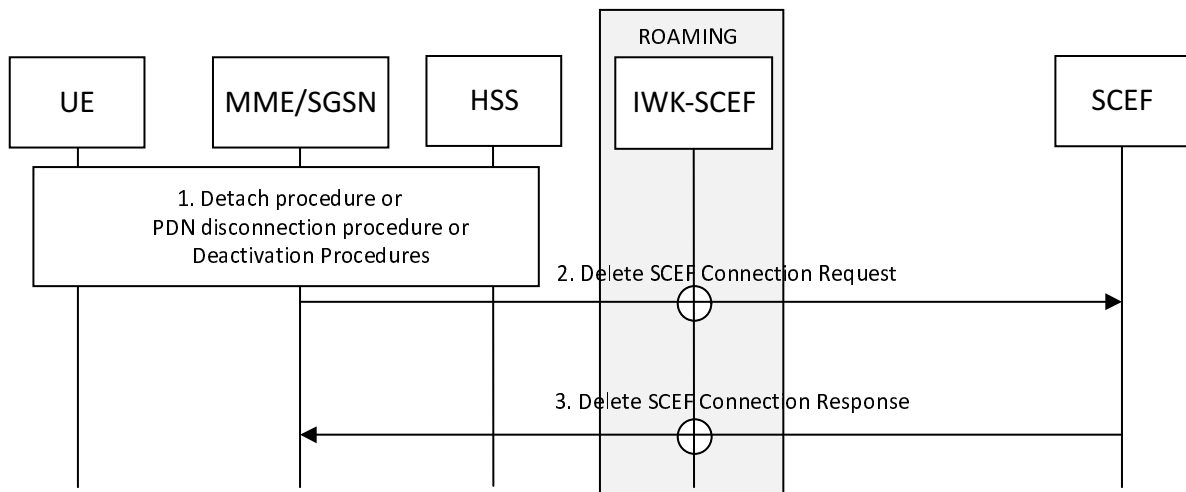 ROAMING
UE
MME/SGSN
HSS
IWK-SCEF
SCEF
1. Detach procedure or
PDN disconnection procedure or
Deactivation Procedures
2. Delete SCEF Connection Request
3. Delete SCEF Connection Response